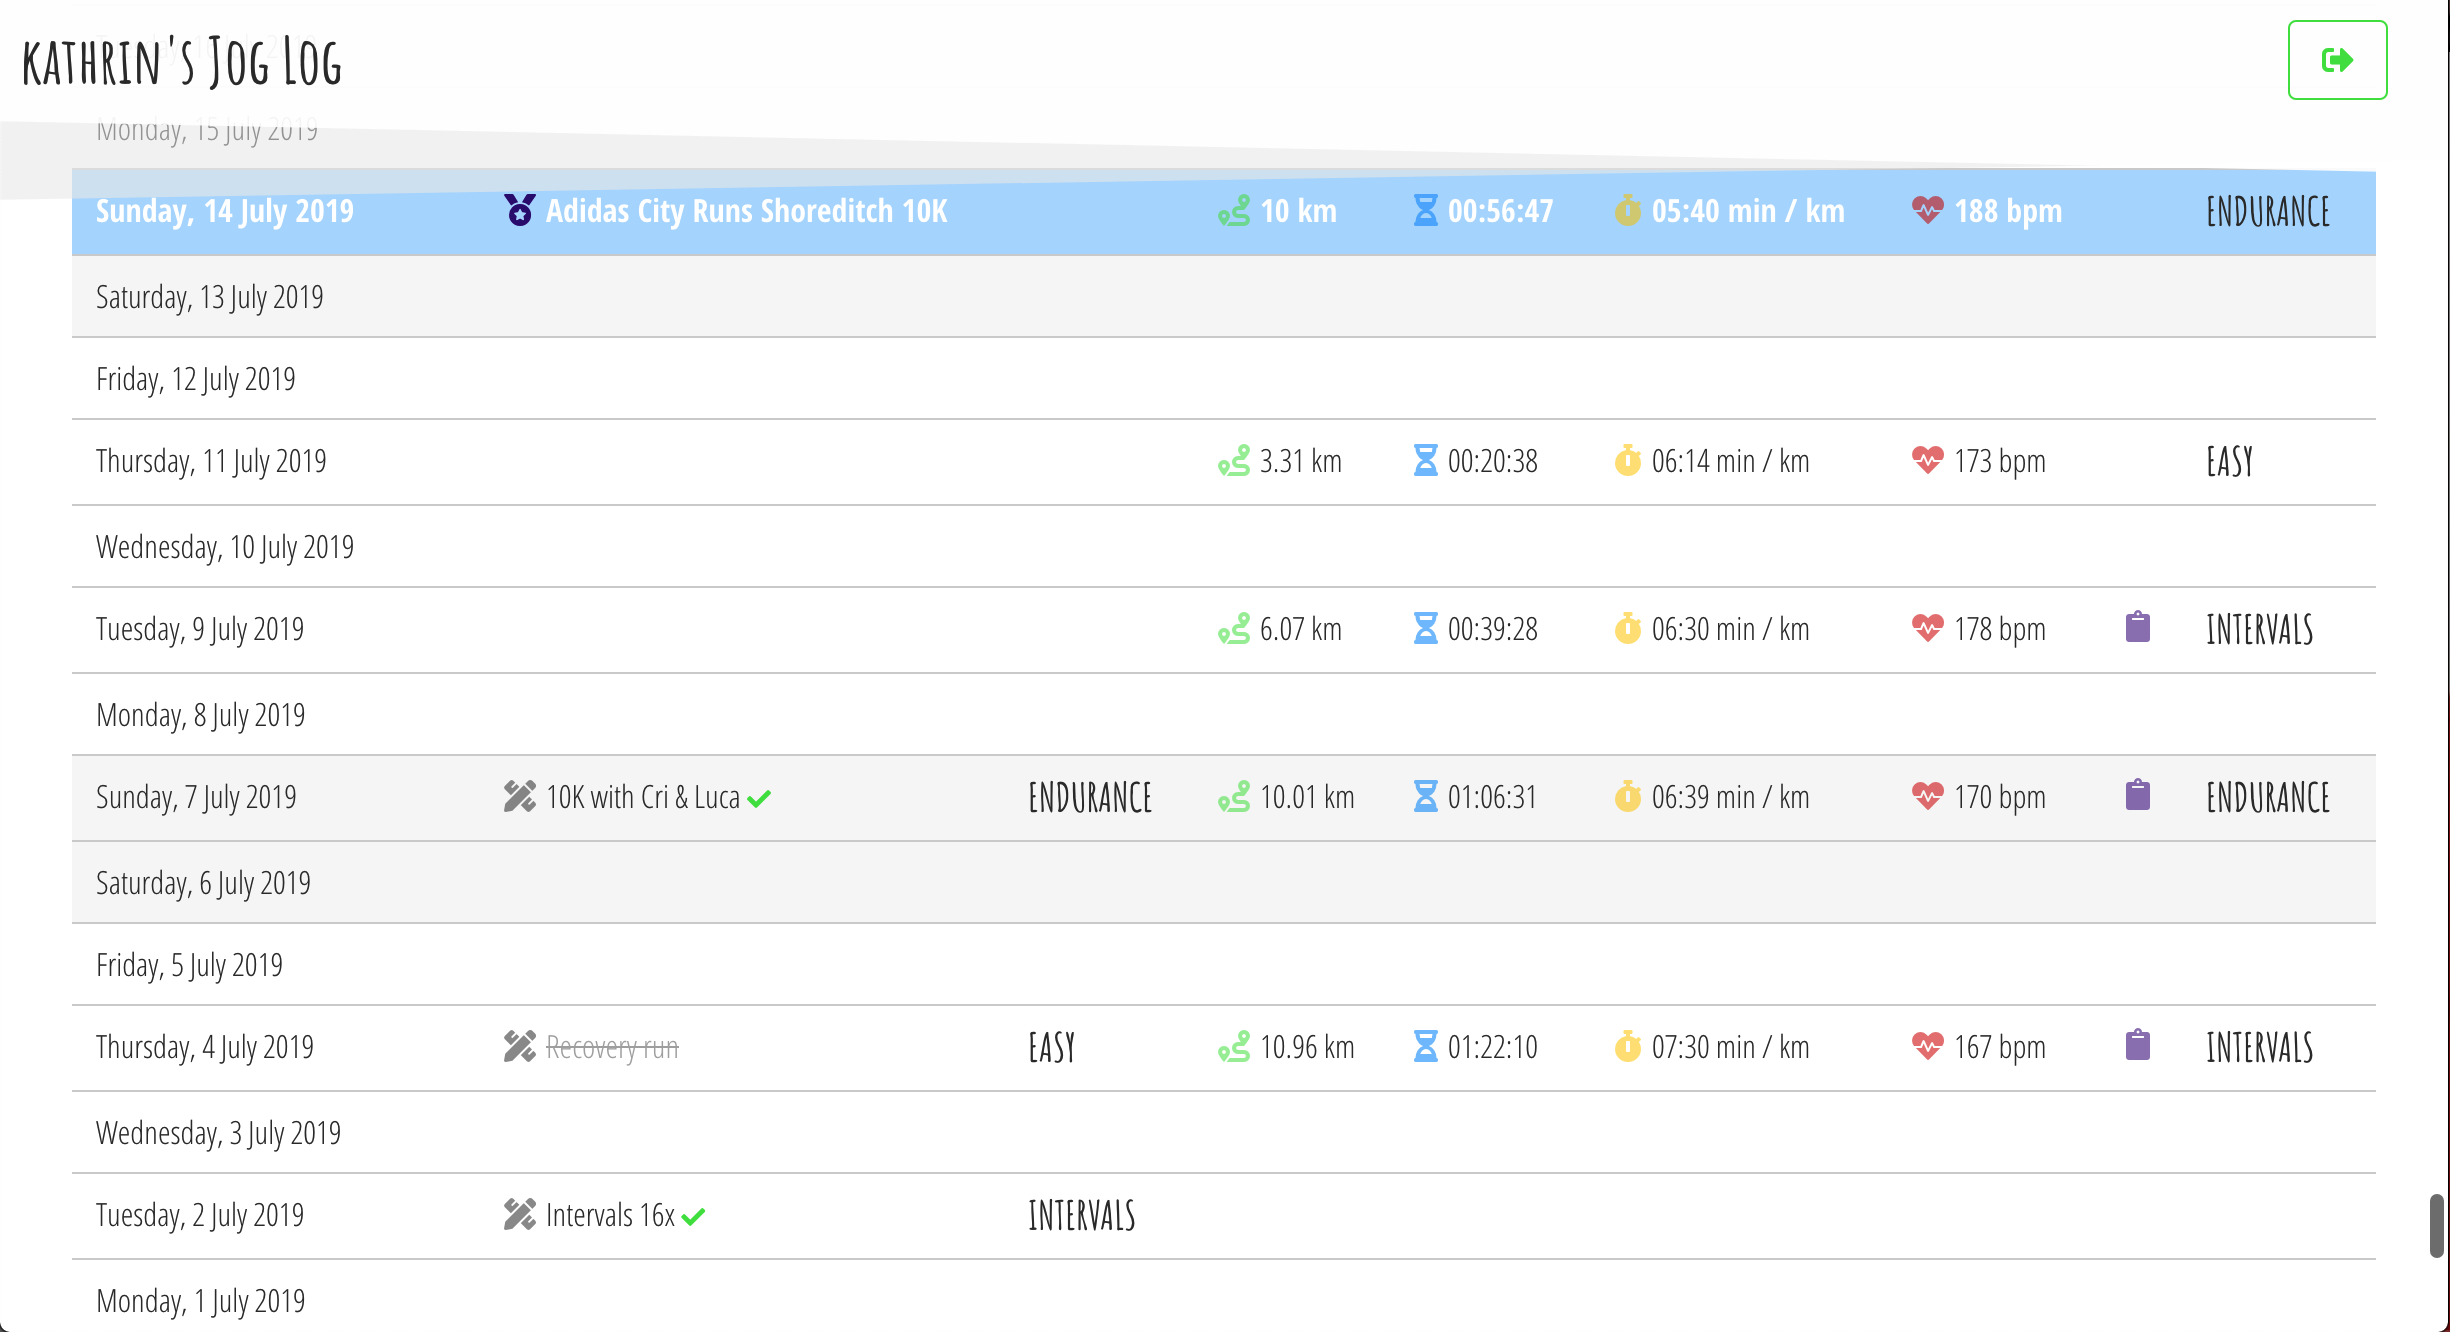 KATHRIN'S JOG LOG
Monday, 15 July 2019
Sunday, 14 July 2019 Adidas City Runs Shoreditch 10K 10 km 00:56:47 05:40 min / km 188 bpm ENDURANCE
Saturday, 13 July 2019
Friday, 12 July 2019
Thursday, 11 July 2019 3.31 km 00:20:38 06:14 min / km 173 bpm EASY
Wednesday, 10 July 2019
Tuesday, 9 July 2019 6.07 km 00:39:28 06:30 min / km 178 bpm INTERVALS
Monday, 8 July 2019
Sunday, 7 July 2019 10K with Cri & Luca ENDURANCE 10.01 km 01:06:31 06:39 min / km 170 bpm ENDURANCE
Saturday, 6 July 2019
Friday, 5 July 2019
Thursday, 4 July 2019 Recovery run EASY 10.96 km 01:22:10 07:30 min / km 167 bpm INTERVALS
Wednesday, 3 July 2019
Tuesday, 2 July 2019 Intervals 16x INTERVALS
Monday, 1 July 2019